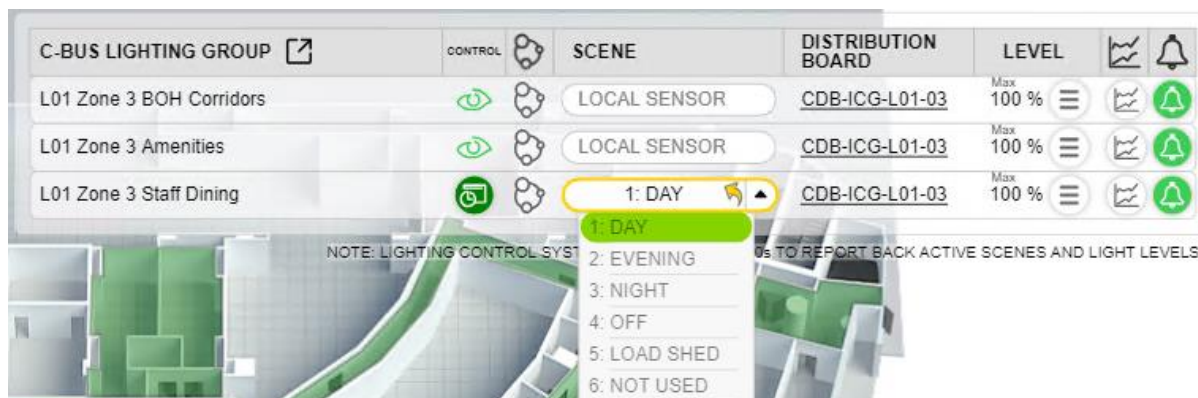 C-BUS LIGHTING GROUP CONTROL SCENE DISTRIBUTION BOARD LEVEL
L01 Zone 3 BOH Corridors LOCAL SENSOR CDB-ICG-L01-03 Max 100 %
L01 Zone 3 Amenities LOCAL SENSOR CDB-ICG-L01-03 Max 100 %
L01 Zone 3 Staff Dining 1: DAY CDB-ICG-L01-03 Max 100 %
1: DAY
NOTE: LIGHTING CONTROL TO REPORT BACK ACTIVE SCENES AND LIGHT LEVELS
2: EVENING
3: NIGHT
4: OFF
5: LOAD SHED
6: NOT USED